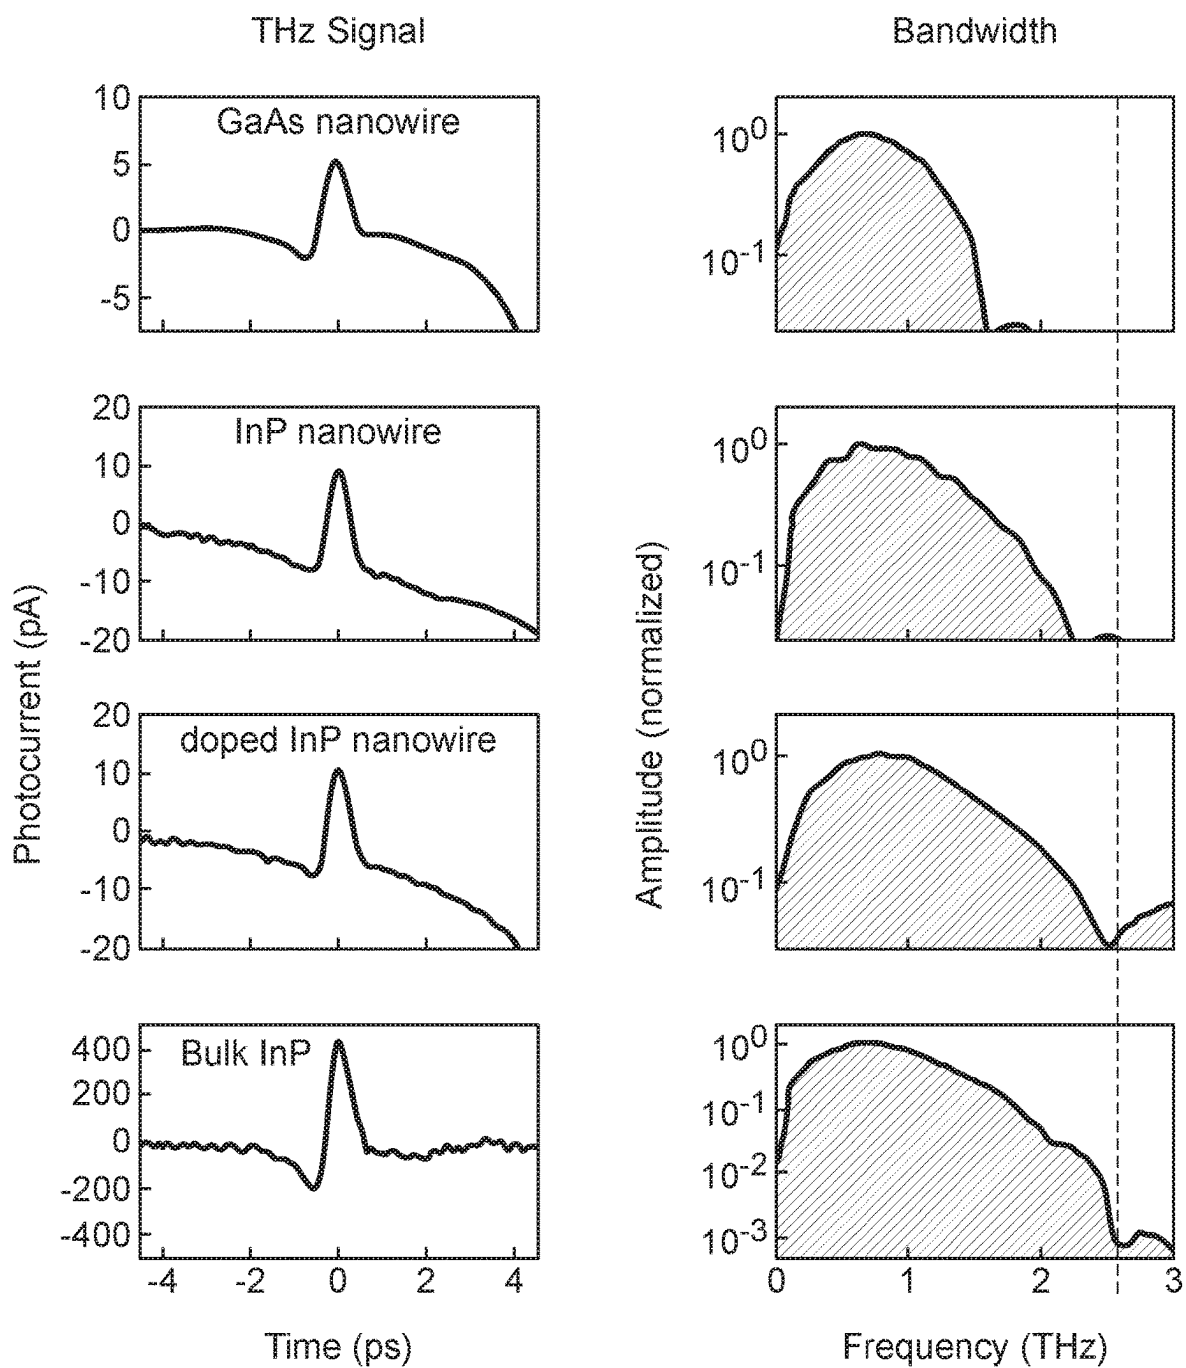 THz Signal
Bandwidth
GaAs nanowire
10
5
0
-5
10^0
10^-1
InP nanowire
20
10
0
-10
-20
10^0
10^-1
doped InP nanowire
20
10
0
-10
-20
10^0
10^-1
Bulk InP
400
200
0
-200
-400
10^0
10^-1
10^-2
10^-3
-4 -2 0 2 4
0 1 2 3
Photocurrent (pA)
Amplitude (normalized)
Time (ps)
Frequency (THz)